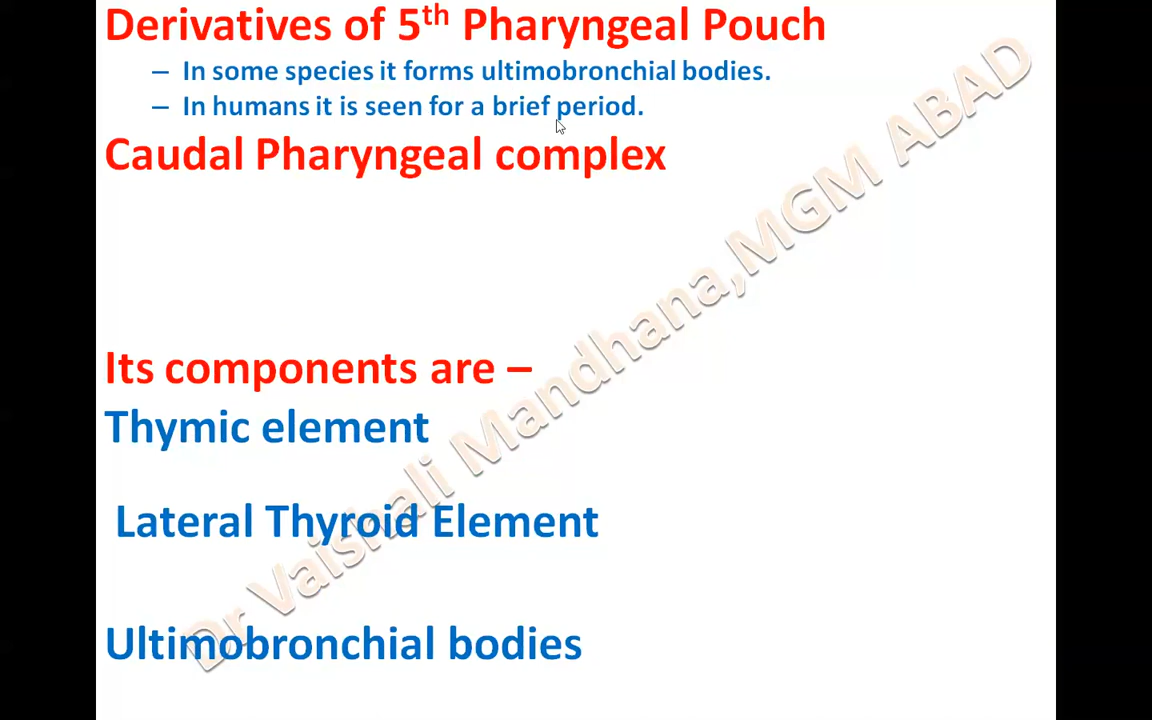 Derivatives of 5th Pharyngeal Pouch
– In some species it forms ultimobronchial bodies.
– In humans it is seen for a brief period.
Caudal Pharyngeal complex
Its components are –
Thymic element
Lateral Thyroid Element
Ultimobronchial bodies
Dr Vaishali Mandhana,MGM ABAD